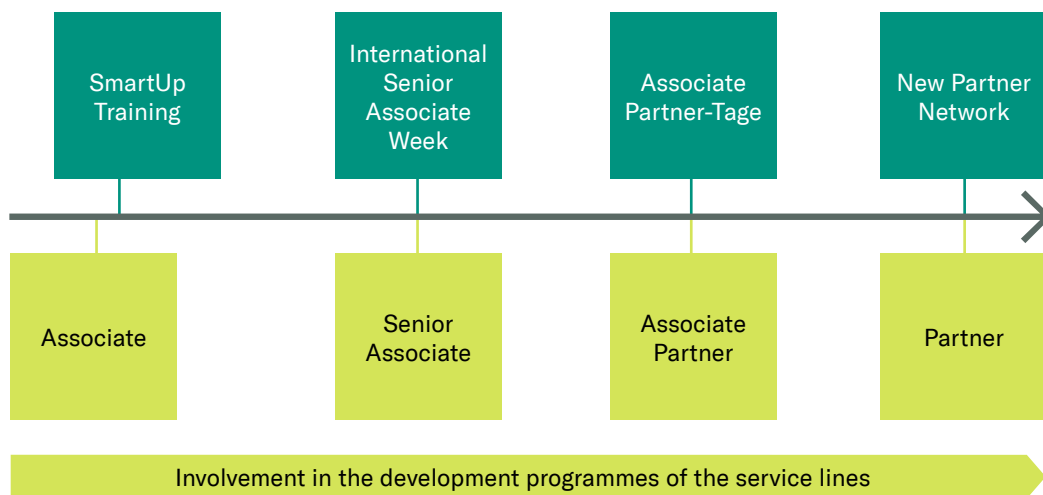 SmartUp
Training
International
Senior
Associate
Week
Associate
Partner-Tage
New Partner
Network
Associate
Senior
Associate
Associate
Partner
Partner
Involvement in the development programmes of the service lines